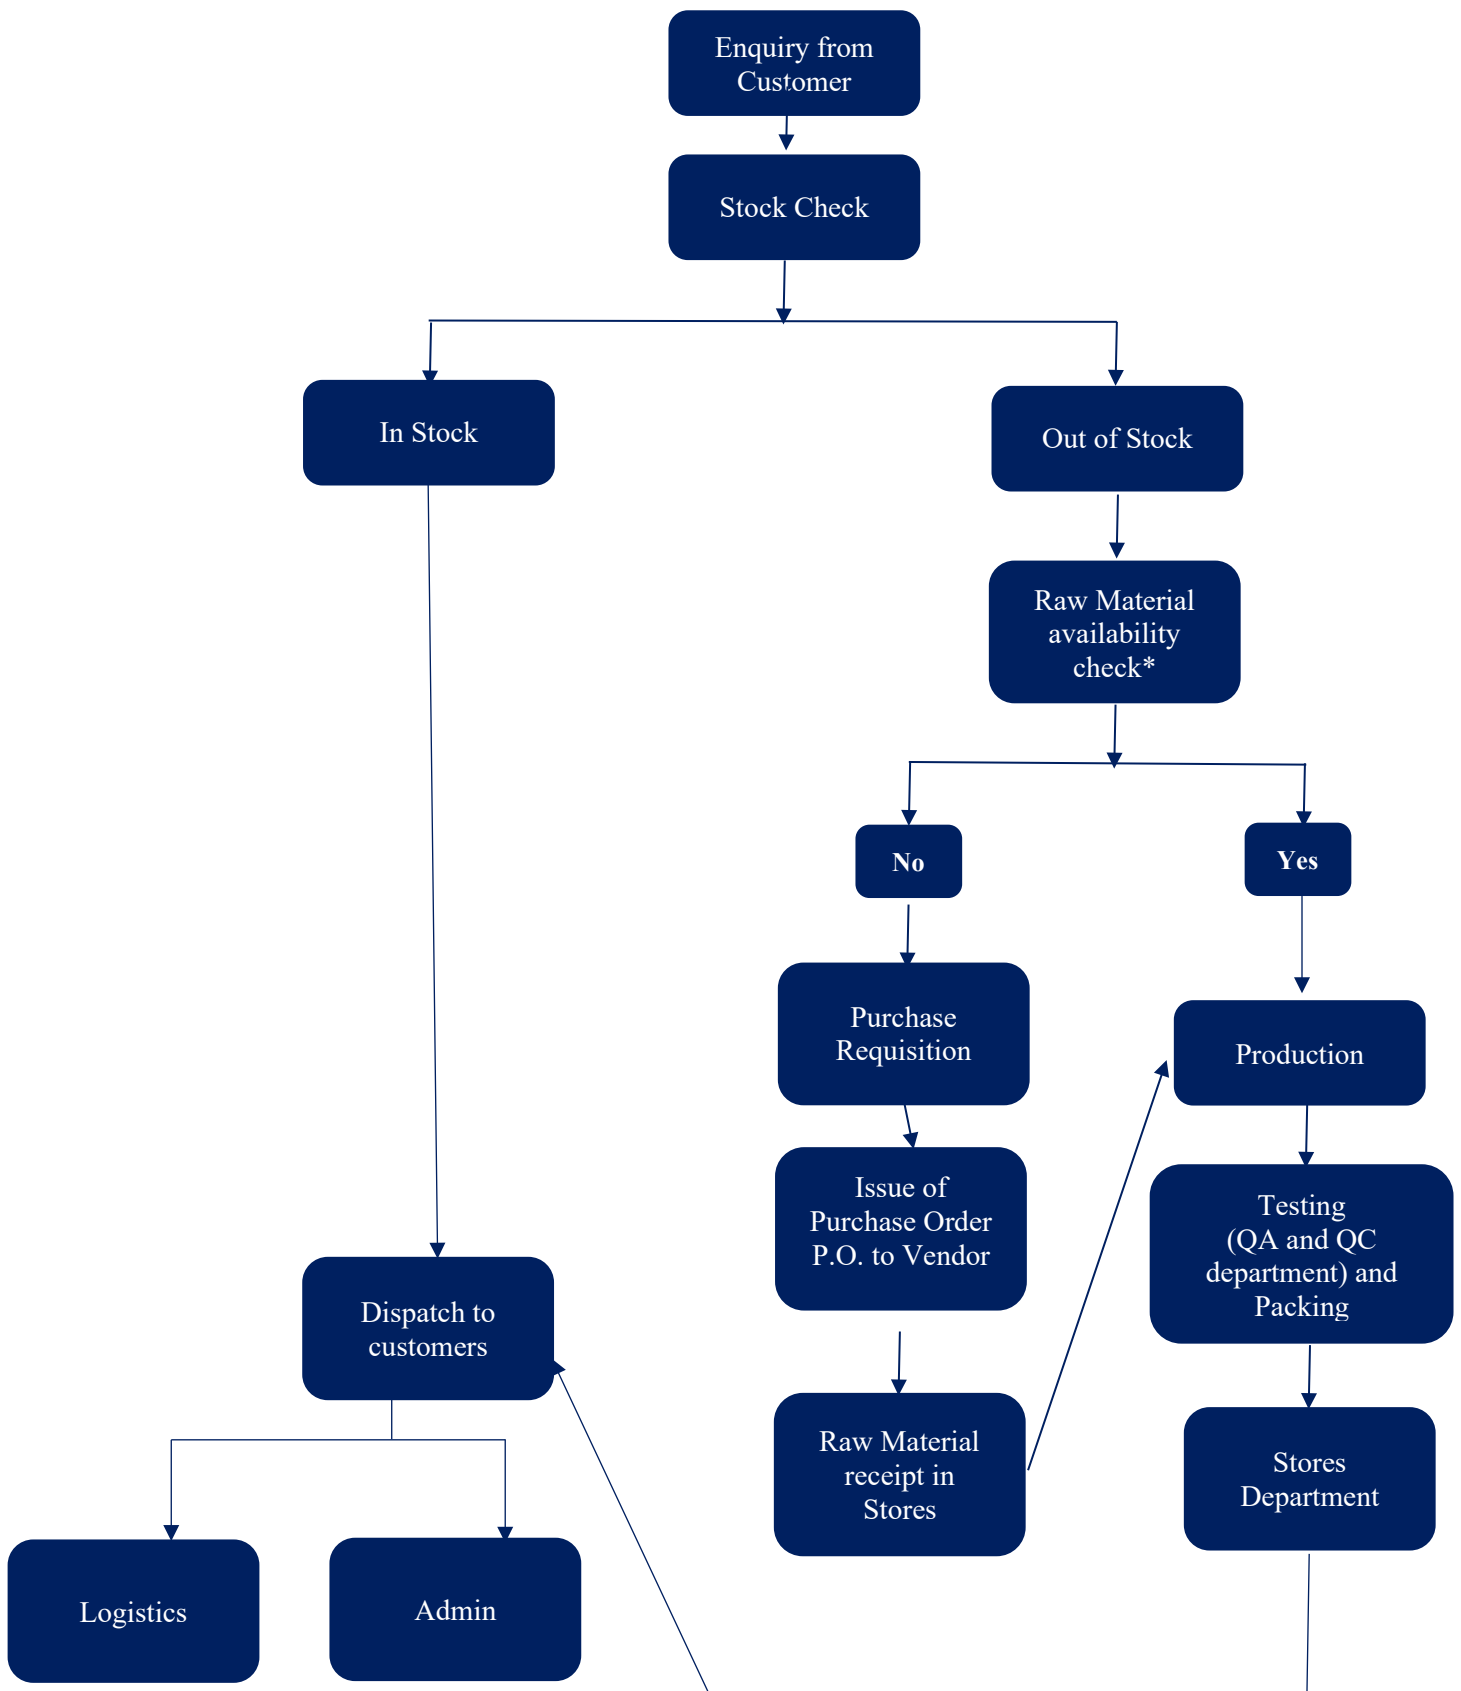 Enquiry from
Customer
Stock Check
In Stock
Out of Stock
Raw Material
availability
check*
No
Yes
Purchase
Requisition
Production
Issue of
Purchase Order
P.O. to Vendor
Testing
(QA and QC
department) and
Packing
Dispatch to
customers
Raw Material
receipt in
Stores
Stores
Department
Logistics
Admin